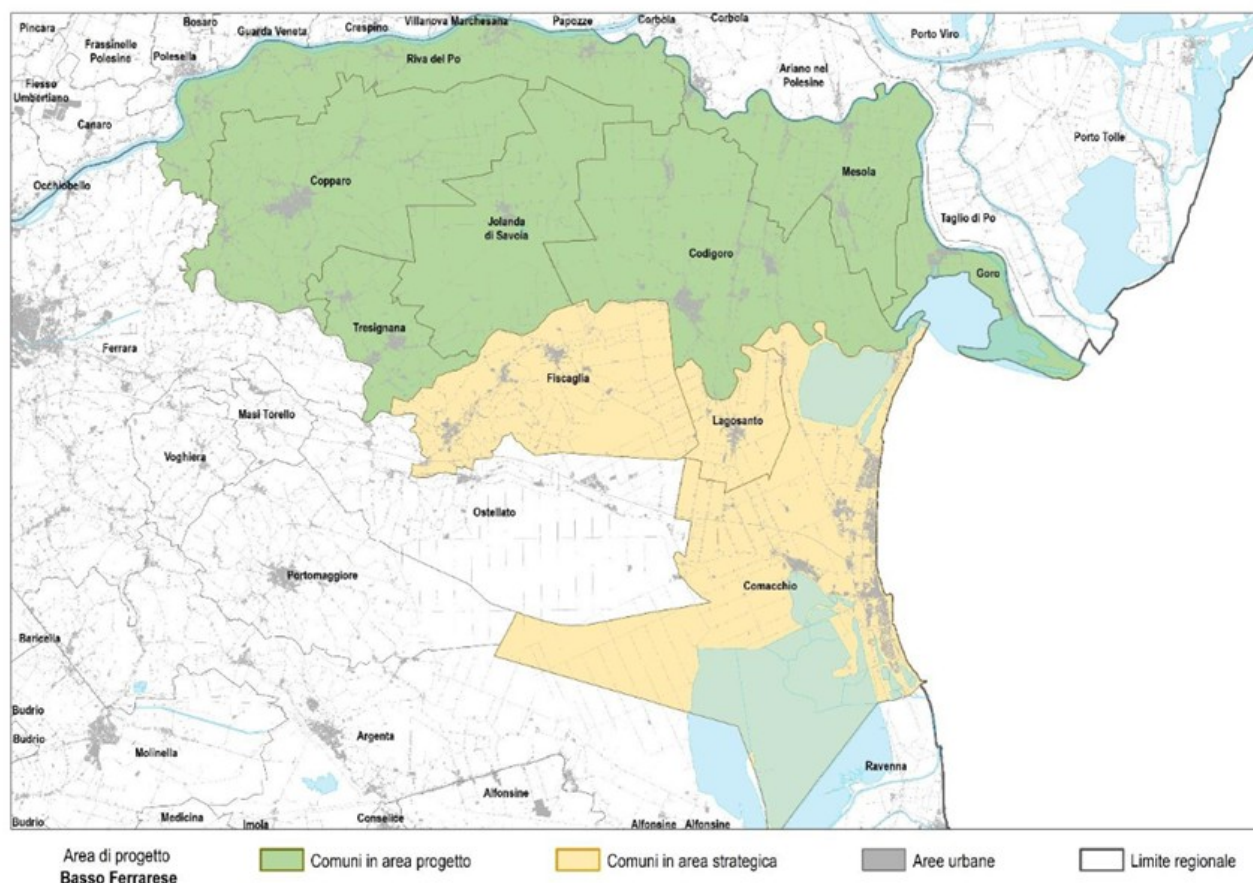 Pincara
Bosaro
Guarda Veneta
Crespino
Villanova Marchesana
Papozze
Corbola
Corbola
Porto Viro
Frassinelle
Polesine
Polesella
Riva del Po
Ariano nel
Polesine
Fiesso
Umbertiano
Canaro
Porto Tolle
Occhiobello
Copparo
Mesola
Jolanda
di Savoia
Taglio di Po
Codigoro
Goro
Tresignana
Ferrara
Fiscaglia
Masi Torello
Lagosanto
Voghiera
Ostellato
Portomaggiore
Comacchio
Baricella
Budrio
Budrio
Molinella
Argenta
Ravenna
Alfonsine
Budrio
Medicina
Imola
Conselice
Alfonsine
Alfonsine
Area di progetto
Basso Ferrarese
Comuni in area progetto
Comuni in area strategica
Aree urbane
Limite regionale